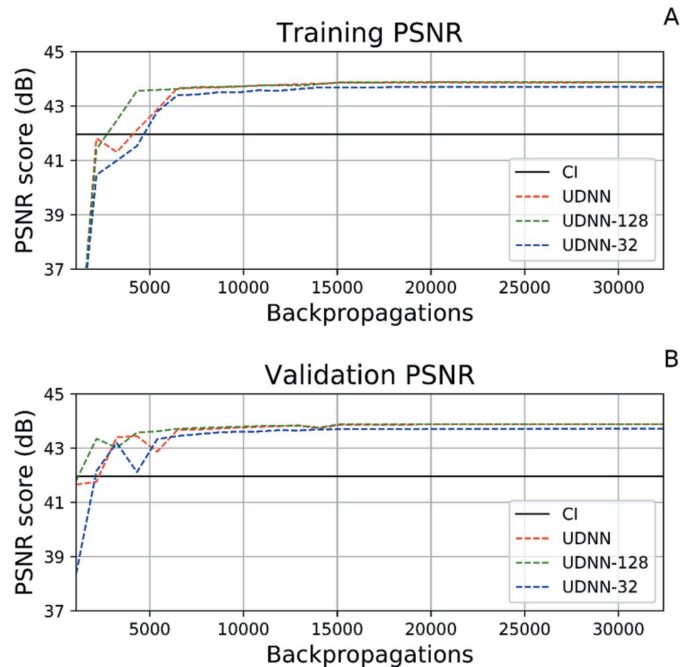 A
Training PSNR
45
43
41
39
37
PSNR score (dB)
CI
UDNN
UDNN-128
UDNN-32
5000 10000 15000 20000 25000 30000
Backpropagations
B
Validation PSNR
45
43
41
39
37
PSNR score (dB)
CI
UDNN
UDNN-128
UDNN-32
5000 10000 15000 20000 25000 30000
Backpropagations